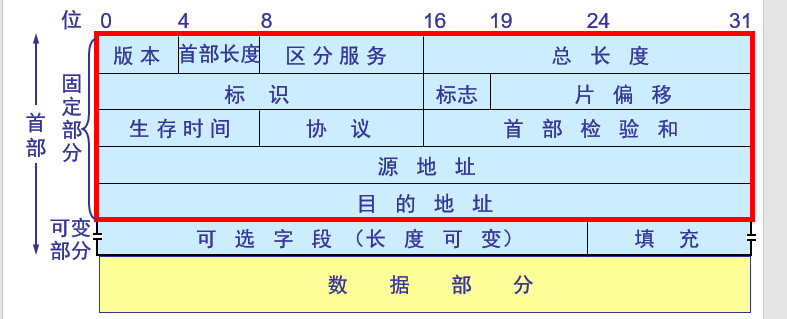 位 0 4 8 16 19 24 31
版本 首部长度 区分服务 总长度
标识 标志 片偏移
生存时间 协议 首部检验和
源地址
目的地址
可选字段（长度可变） 填充
数据部分
首部
固定部分
可变部分